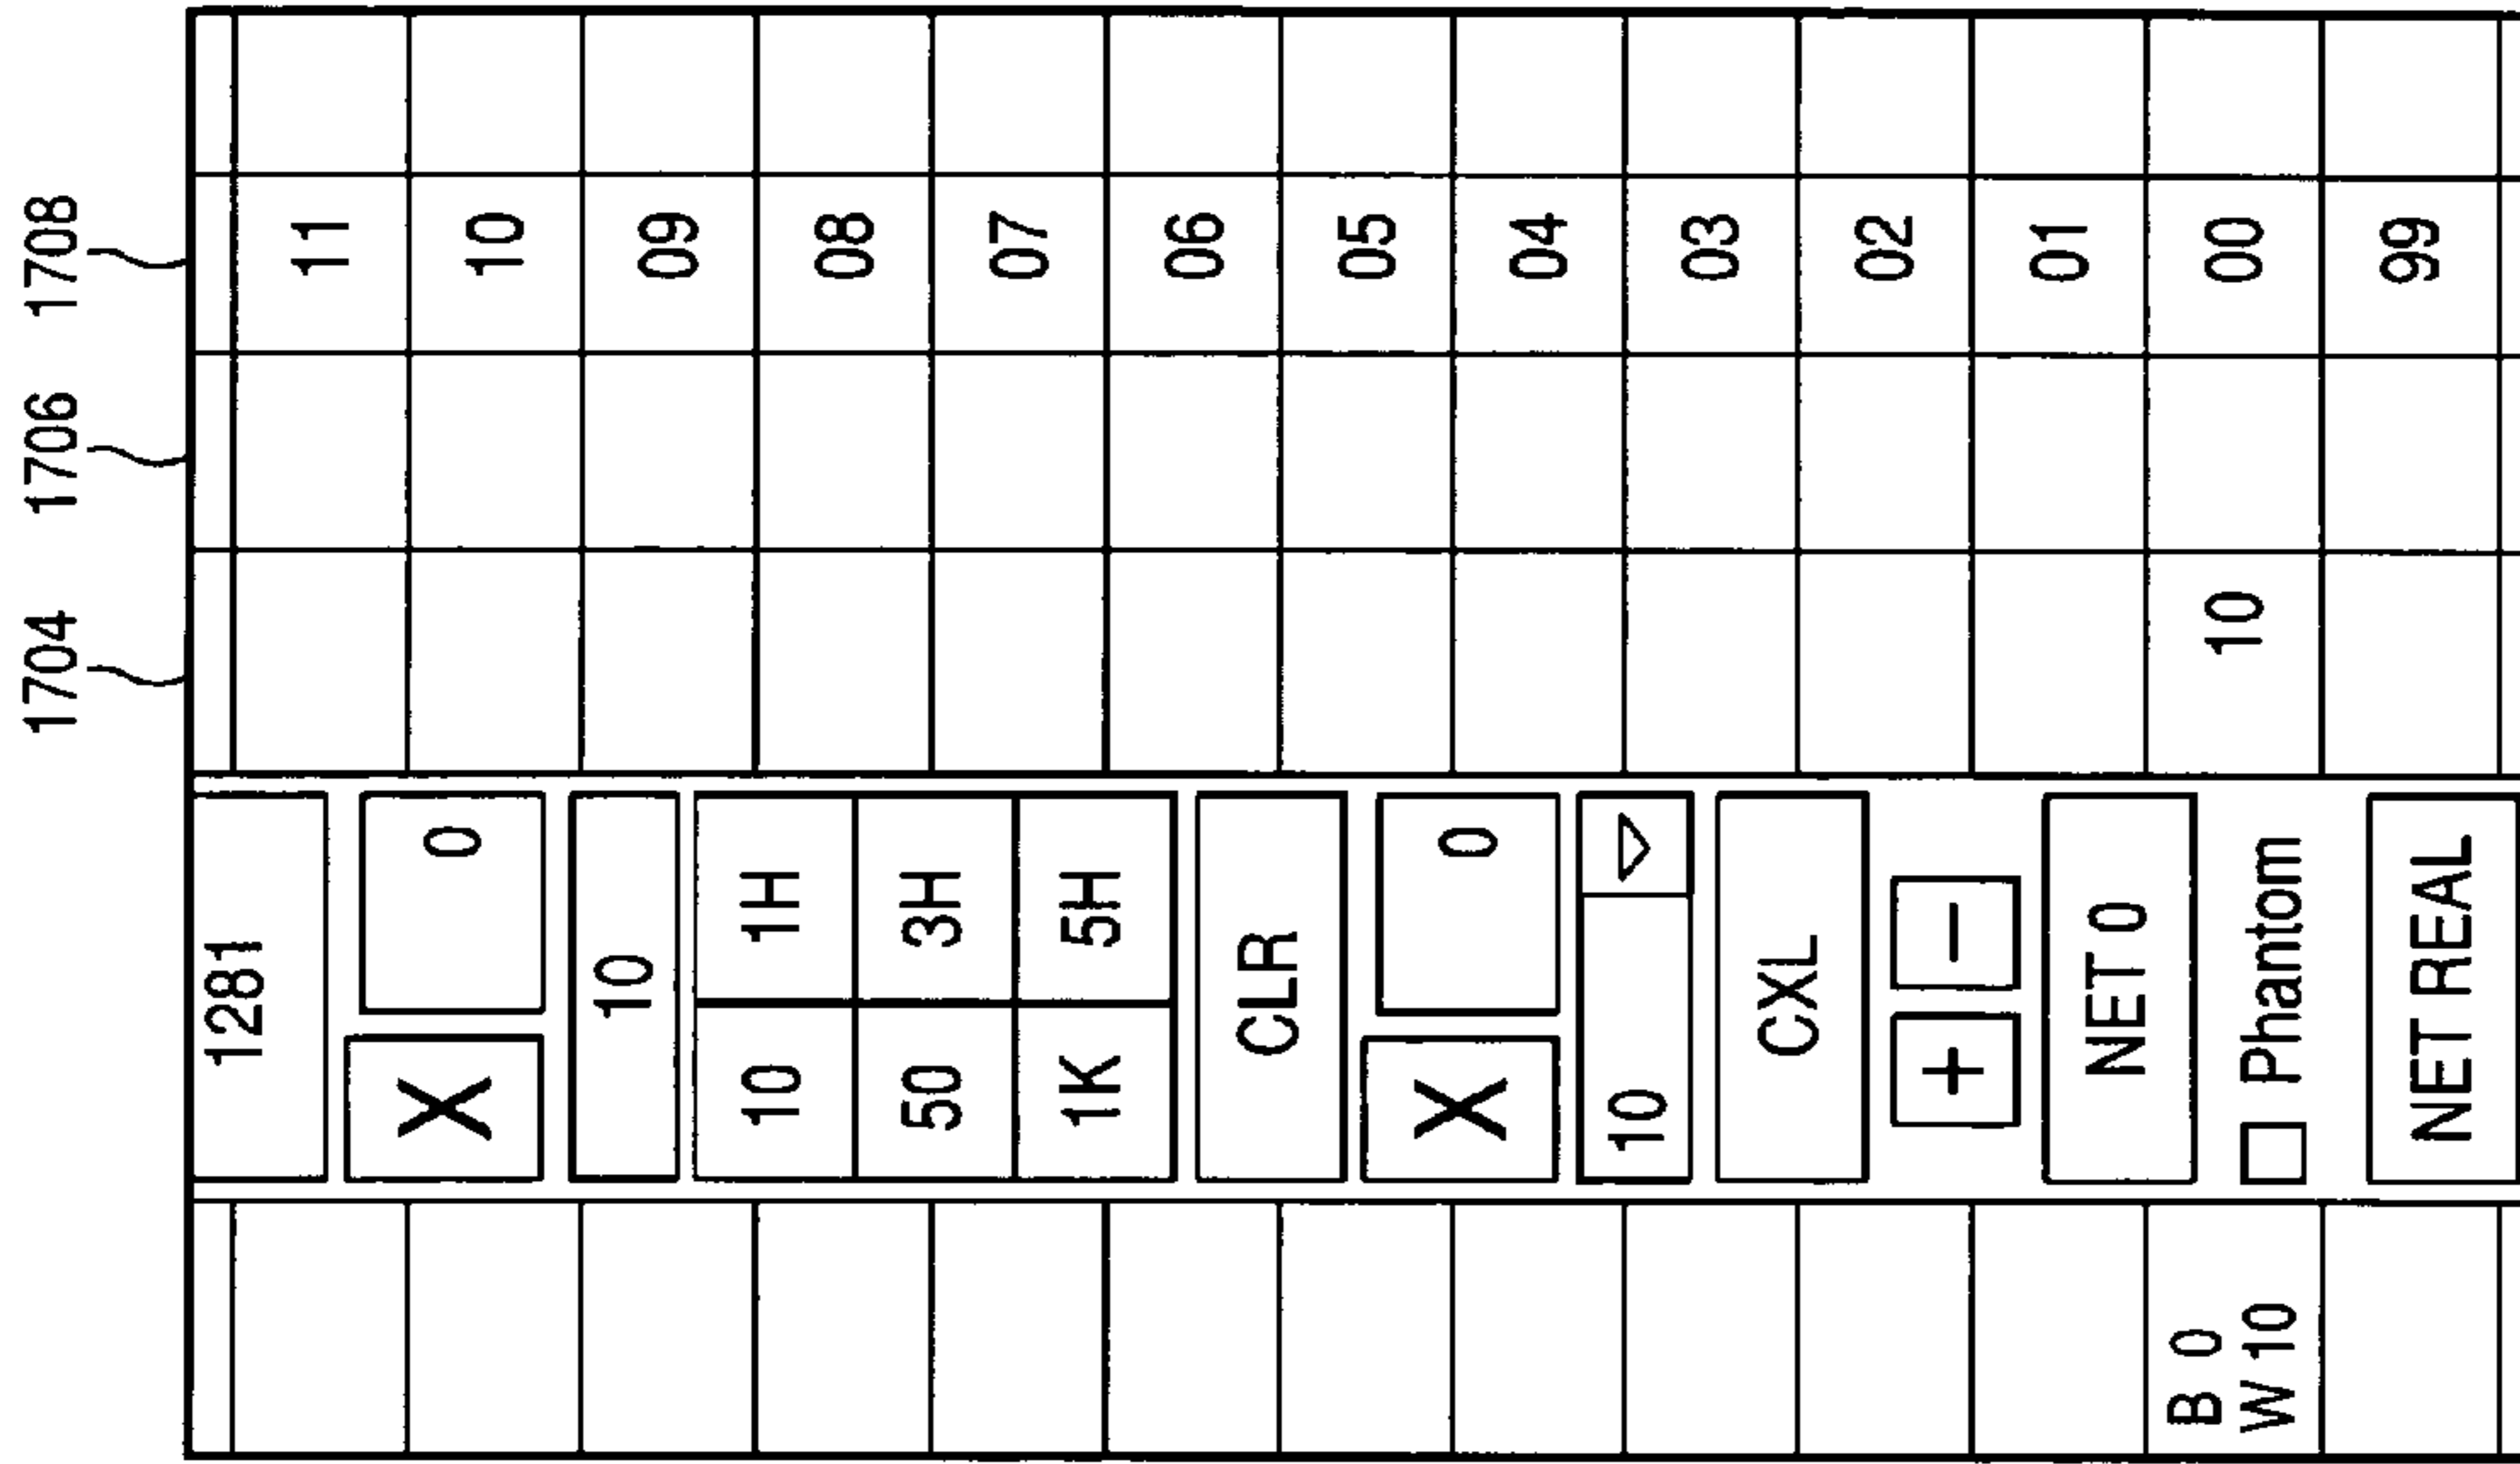 1704 1706 1708
1281
X 0
11
10
10
09
10 1H
08
50 3H
07
1K 5H
06
CLR
05
X 0
04
10
03
CXL
02
+ −
01
NET 0
B 0
W 10
Phantom
10
00
NET REAL
99